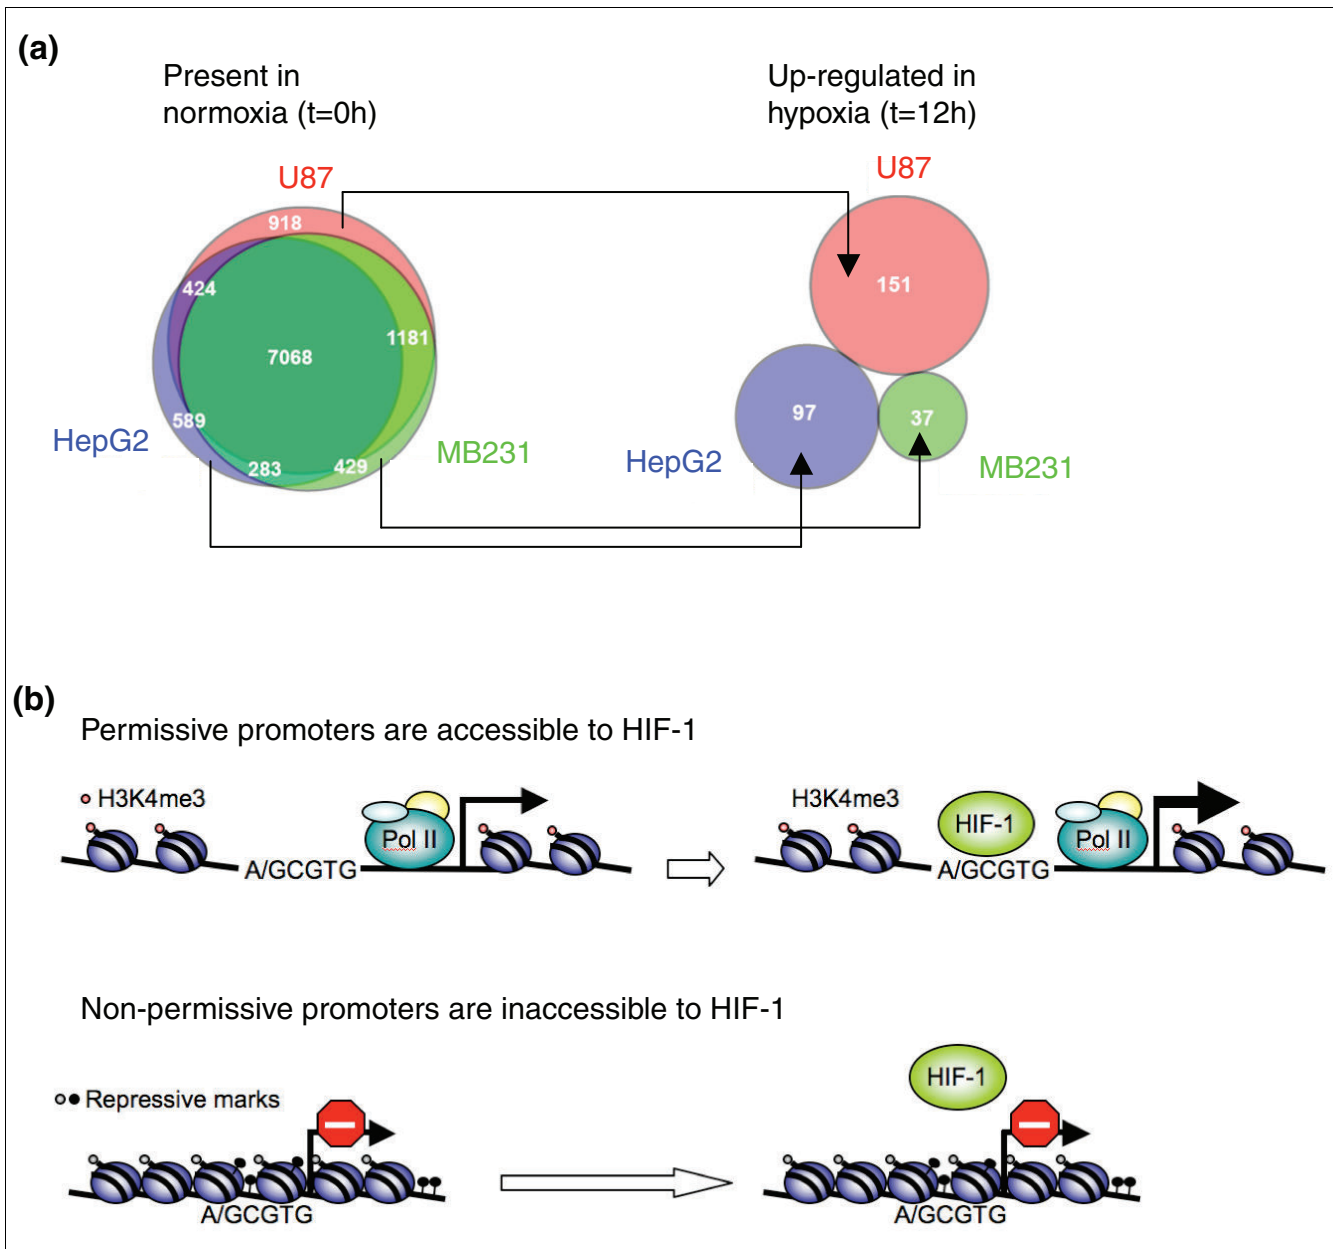 (a)
Present in
normoxia (t=0h)
Up-regulated in
hypoxia (t=12h)
U87
U87
918
424
1181
7068
589
283
429
HepG2
MB231
151
97
37
HepG2
MB231
(b)
Permissive promoters are accessible to HIF-1
H3K4me3
Pol II
A/GCGTG
H3K4me3
HIF-1
Pol II
A/GCGTG
Non-permissive promoters are inaccessible to HIF-1
Repressive marks
A/GCGTG
HIF-1
A/GCGTG